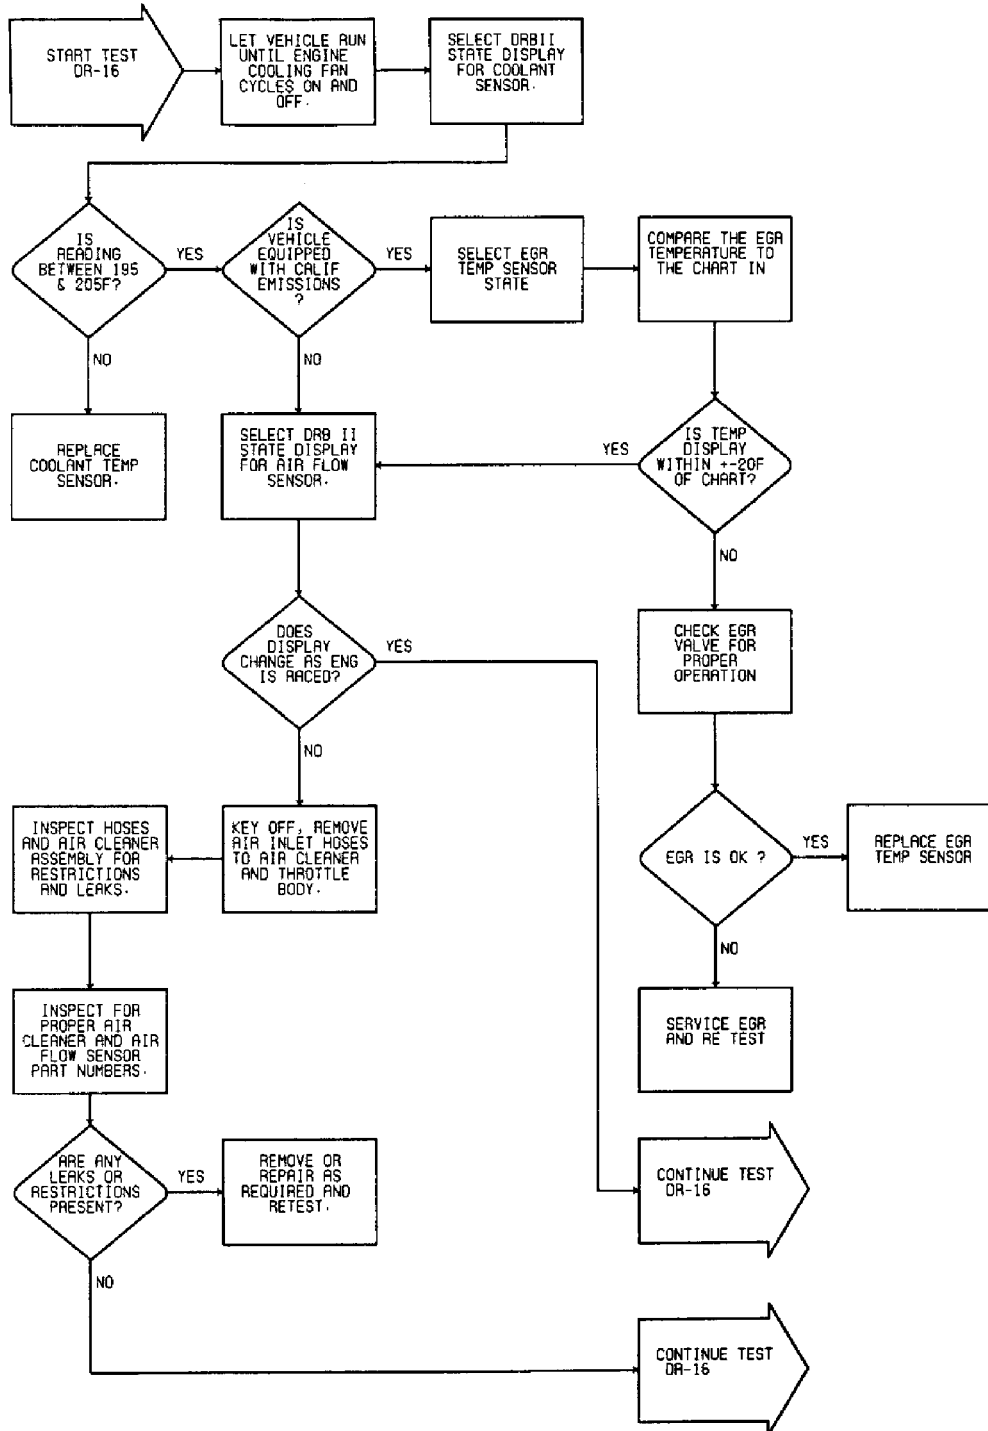 START TEST
DR-16
LET VEHICLE RUN
UNTIL ENGINE
COOLING FAN
CYCLES ON AND
OFF.
SELECT DRBII
STATE DISPLAY
FOR COOLANT
SENSOR.
IS
READING
BETWEEN 195
& 205F?
YES
NO
IS
VEHICLE
EQUIPPED
WITH CALIF
EMISSIONS
?
YES
NO
SELECT EGR
TEMP SENSOR
STATE
COMPARE THE EGR
TEMPERATURE TO
THE CHART IN
REPLACE
COOLANT TEMP
SENSOR.
SELECT DRB II
STATE DISPLAY
FOR AIR FLOW
SENSOR.
YES
IS TEMP
DISPLAY
WITHIN +-20F
OF CHART?
NO
DOES
DISPLAY
CHANGE AS ENG
IS RACED?
YES
NO
CHECK EGR
VALVE FOR
PROPER
OPERATION
INSPECT HOSES
AND AIR CLEANER
ASSEMBLY FOR
RESTRICTIONS
AND LEAKS.
KEY OFF, REMOVE
AIR INLET HOSES
TO AIR CLEANER
AND THROTTLE
BODY.
EGR IS OK ?
YES
NO
REPLACE EGR
TEMP SENSOR
INSPECT FOR
PROPER AIR
CLEANER AND AIR
FLOW SENSOR
PART NUMBERS.
SERVICE EGR
AND RE TEST
ARE ANY
LEAKS OR
RESTRICTIONS
PRESENT?
YES
NO
REMOVE OR
REPAIR AS
REQUIRED AND
RETEST.
CONTINUE TEST
DR-16
CONTINUE TEST
DR-16